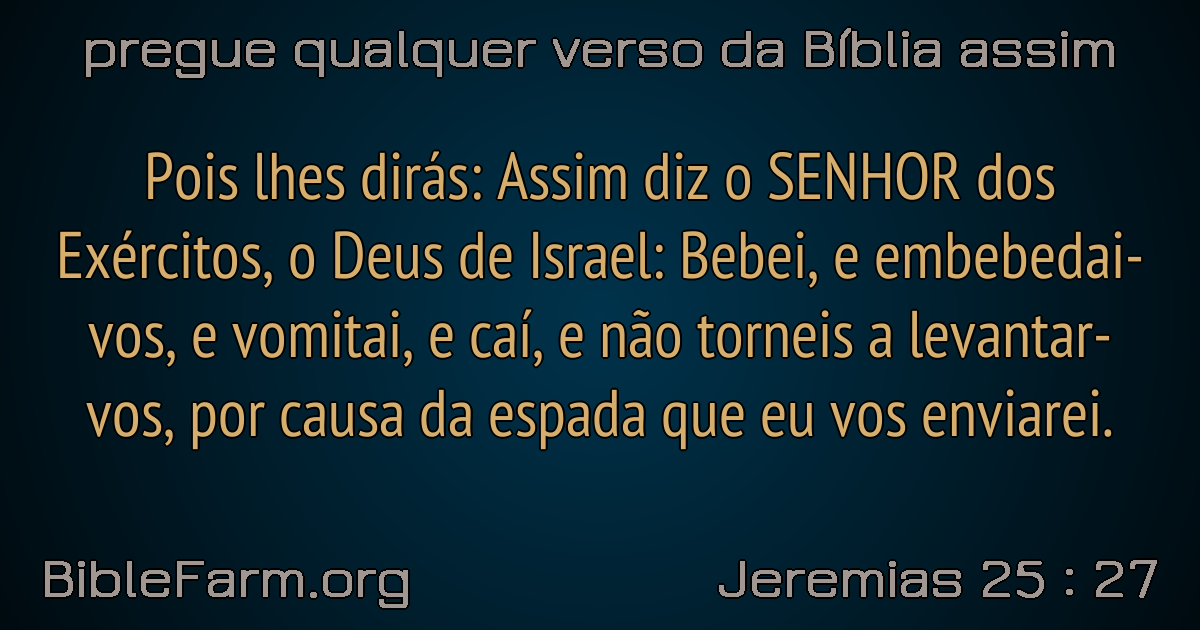 pregue qualquer verso da Bíblia assim
Pois lhes dirás: Assim diz o SENHOR dos
Exércitos, o Deus de Israel: Bebei, e embebedai-
vos, e vomitai, e caí, e não torneis a levantar-
vos, por causa da espada que eu vos enviarei.
BibleFarm.org
Jeremias 25 : 27